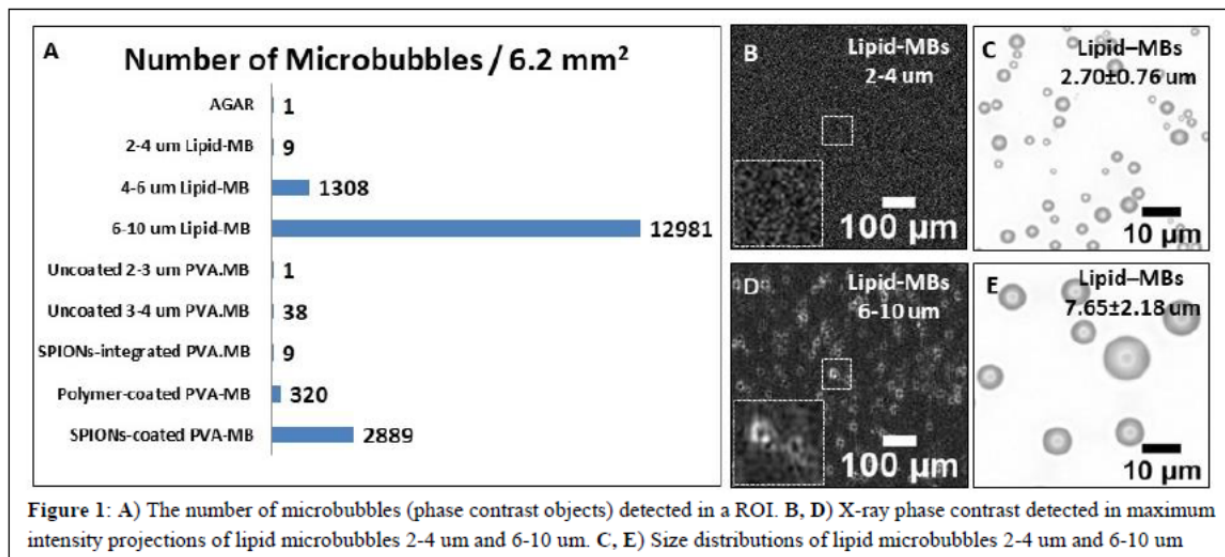 A
Number of Microbubbles / 6.2 mm²
AGAR 1
2-4 um Lipid-MB 9
4-6 um Lipid-MB 1308
6-10 um Lipid-MB 12981
Uncoated 2-3 um PVA.MB 1
Uncoated 3-4 um PVA.MB 38
SPIONs-integrated PVA.MB 9
Polymer-coated PVA-MB 320
SPIONs-coated PVA-MB 2889
B
Lipid-MBs
2-4 um
100 µm
C
Lipid–MBs
2.70±0.76 um
10 µm
D
Lipid-MBs
6-10 um
100 µm
E
Lipid–MBs
7.65±2.18 um
10 µm
Figure 1: A) The number of microbubbles (phase contrast objects) detected in a ROI. B, D) X-ray phase contrast detected in maximum
intensity projections of lipid microbubbles 2-4 um and 6-10 um. C, E) Size distributions of lipid microbubbles 2-4 um and 6-10 um